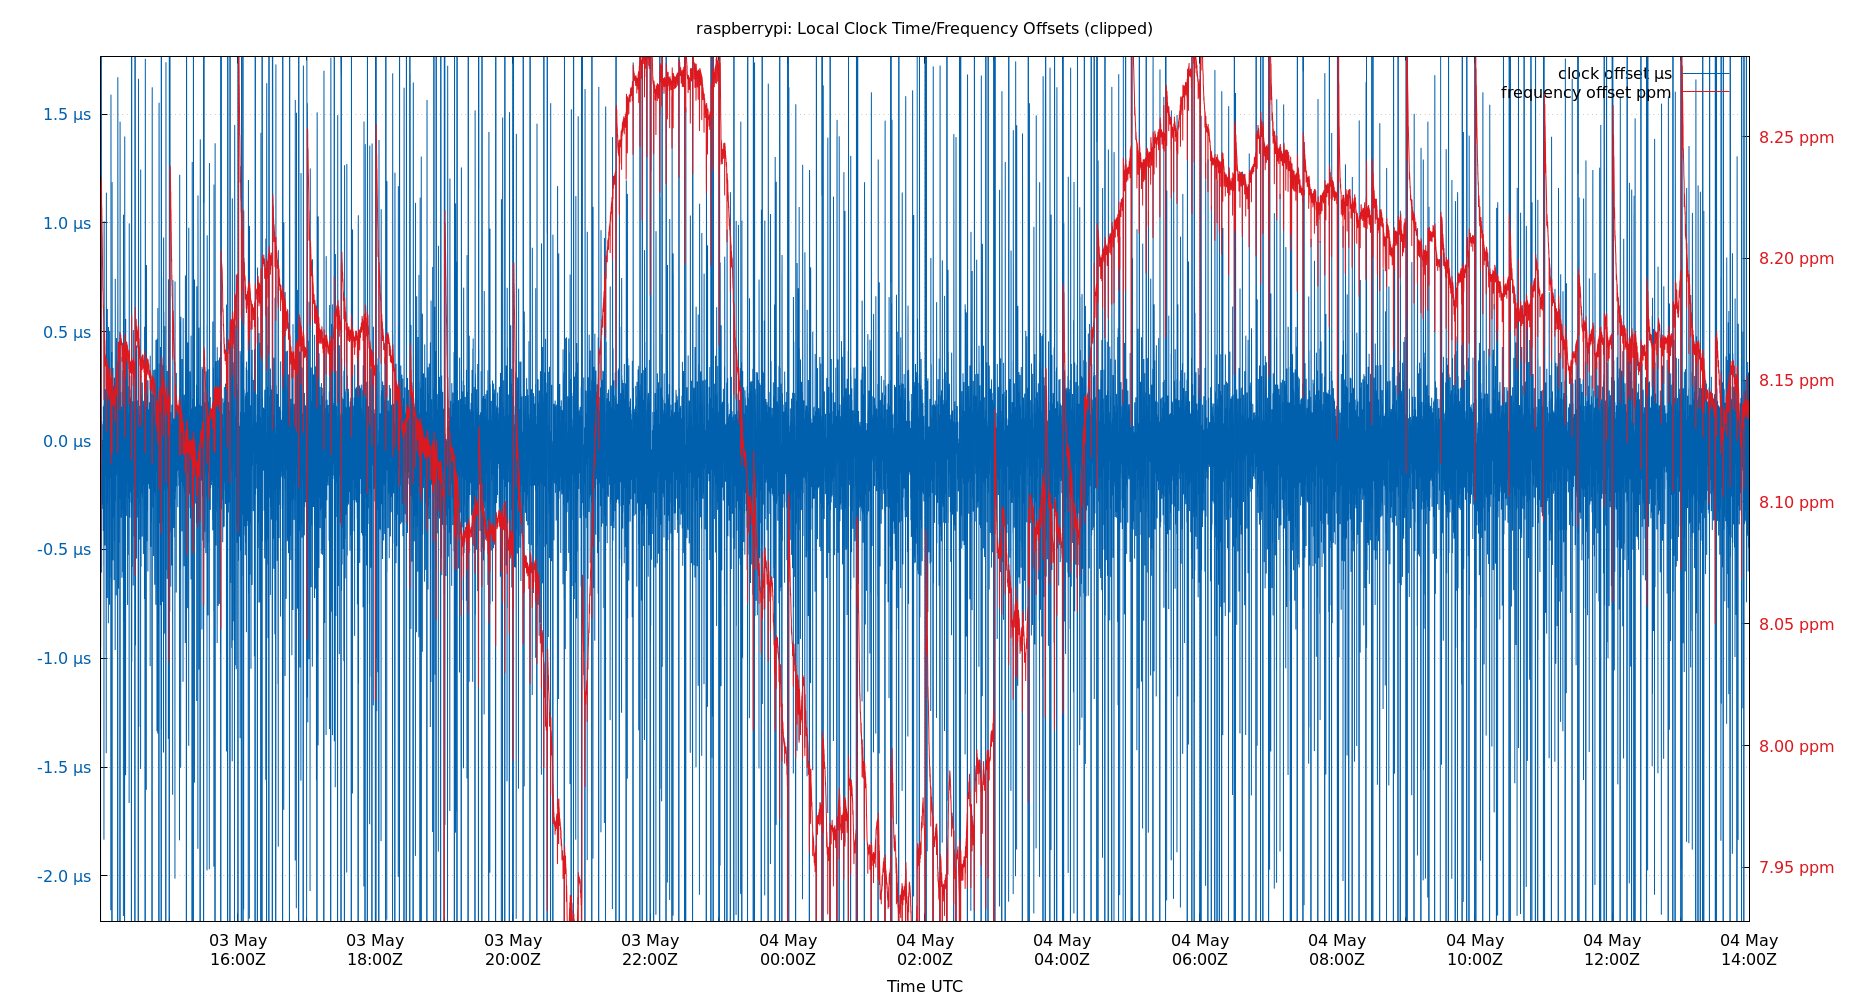 raspberrypi: Local Clock Time/Frequency Offsets (clipped)
clock offset µs
frequency offset ppm
1.5 µs
1.0 µs
0.5 µs
0.0 µs
-0.5 µs
-1.0 µs
-1.5 µs
-2.0 µs
8.25 ppm
8.20 ppm
8.15 ppm
8.10 ppm
8.05 ppm
8.00 ppm
7.95 ppm
03 May
16:00Z
03 May
18:00Z
03 May
20:00Z
03 May
22:00Z
04 May
00:00Z
04 May
02:00Z
04 May
04:00Z
04 May
06:00Z
04 May
08:00Z
04 May
10:00Z
04 May
12:00Z
04 May
14:00Z
Time UTC